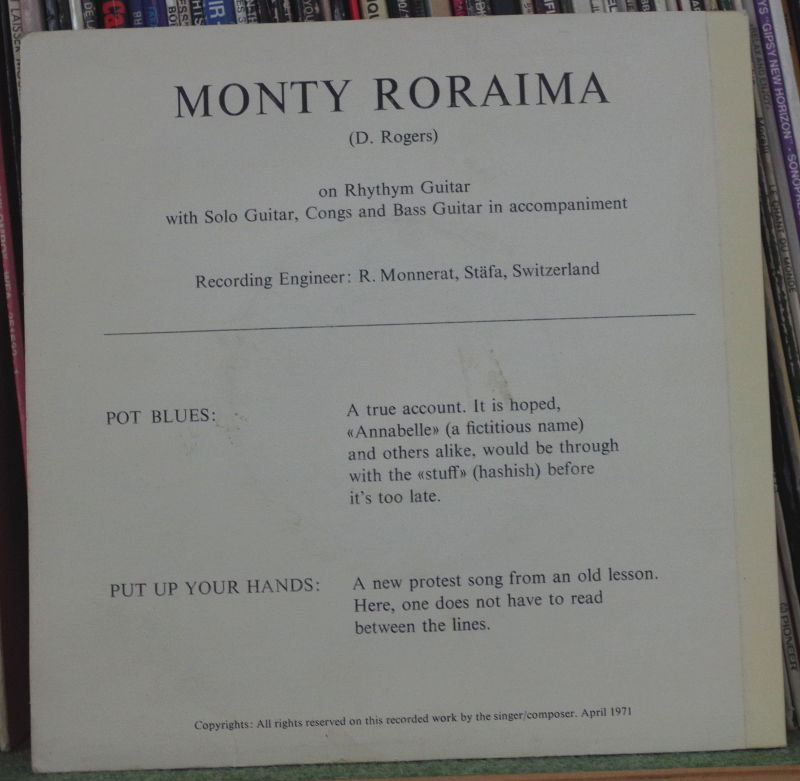 MONTY RORAIMA
(D. Rogers)
on Rhythym Guitar
with Solo Guitar, Congs and Bass Guitar in accompaniment
Recording Engineer: R. Monnerat, Stäfa, Switzerland
POT BLUES:
A true account. It is hoped,
«Annabelle» (a fictitious name)
and others alike, would be through
with the «stuff» (hashish) before
it's too late.
PUT UP YOUR HANDS:
A new protest song from an old lesson.
Here, one does not have to read
between the lines.
Copyrights: All rights reserved on this recorded work by the singer/composer. April 1971
GIPSY NEW HORIZON
PIONEER